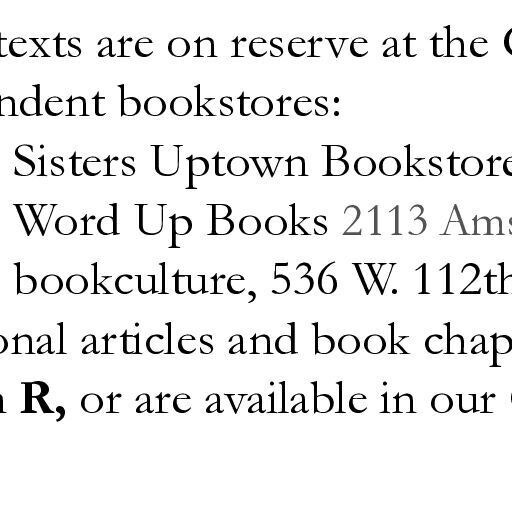 texts are on reserve at the
ndent bookstores:
Sisters Uptown Bookstore
Word Up Books 2113 Ams
bookculture, 536 W. 112th
onal articles and book chap
R, or are available in our